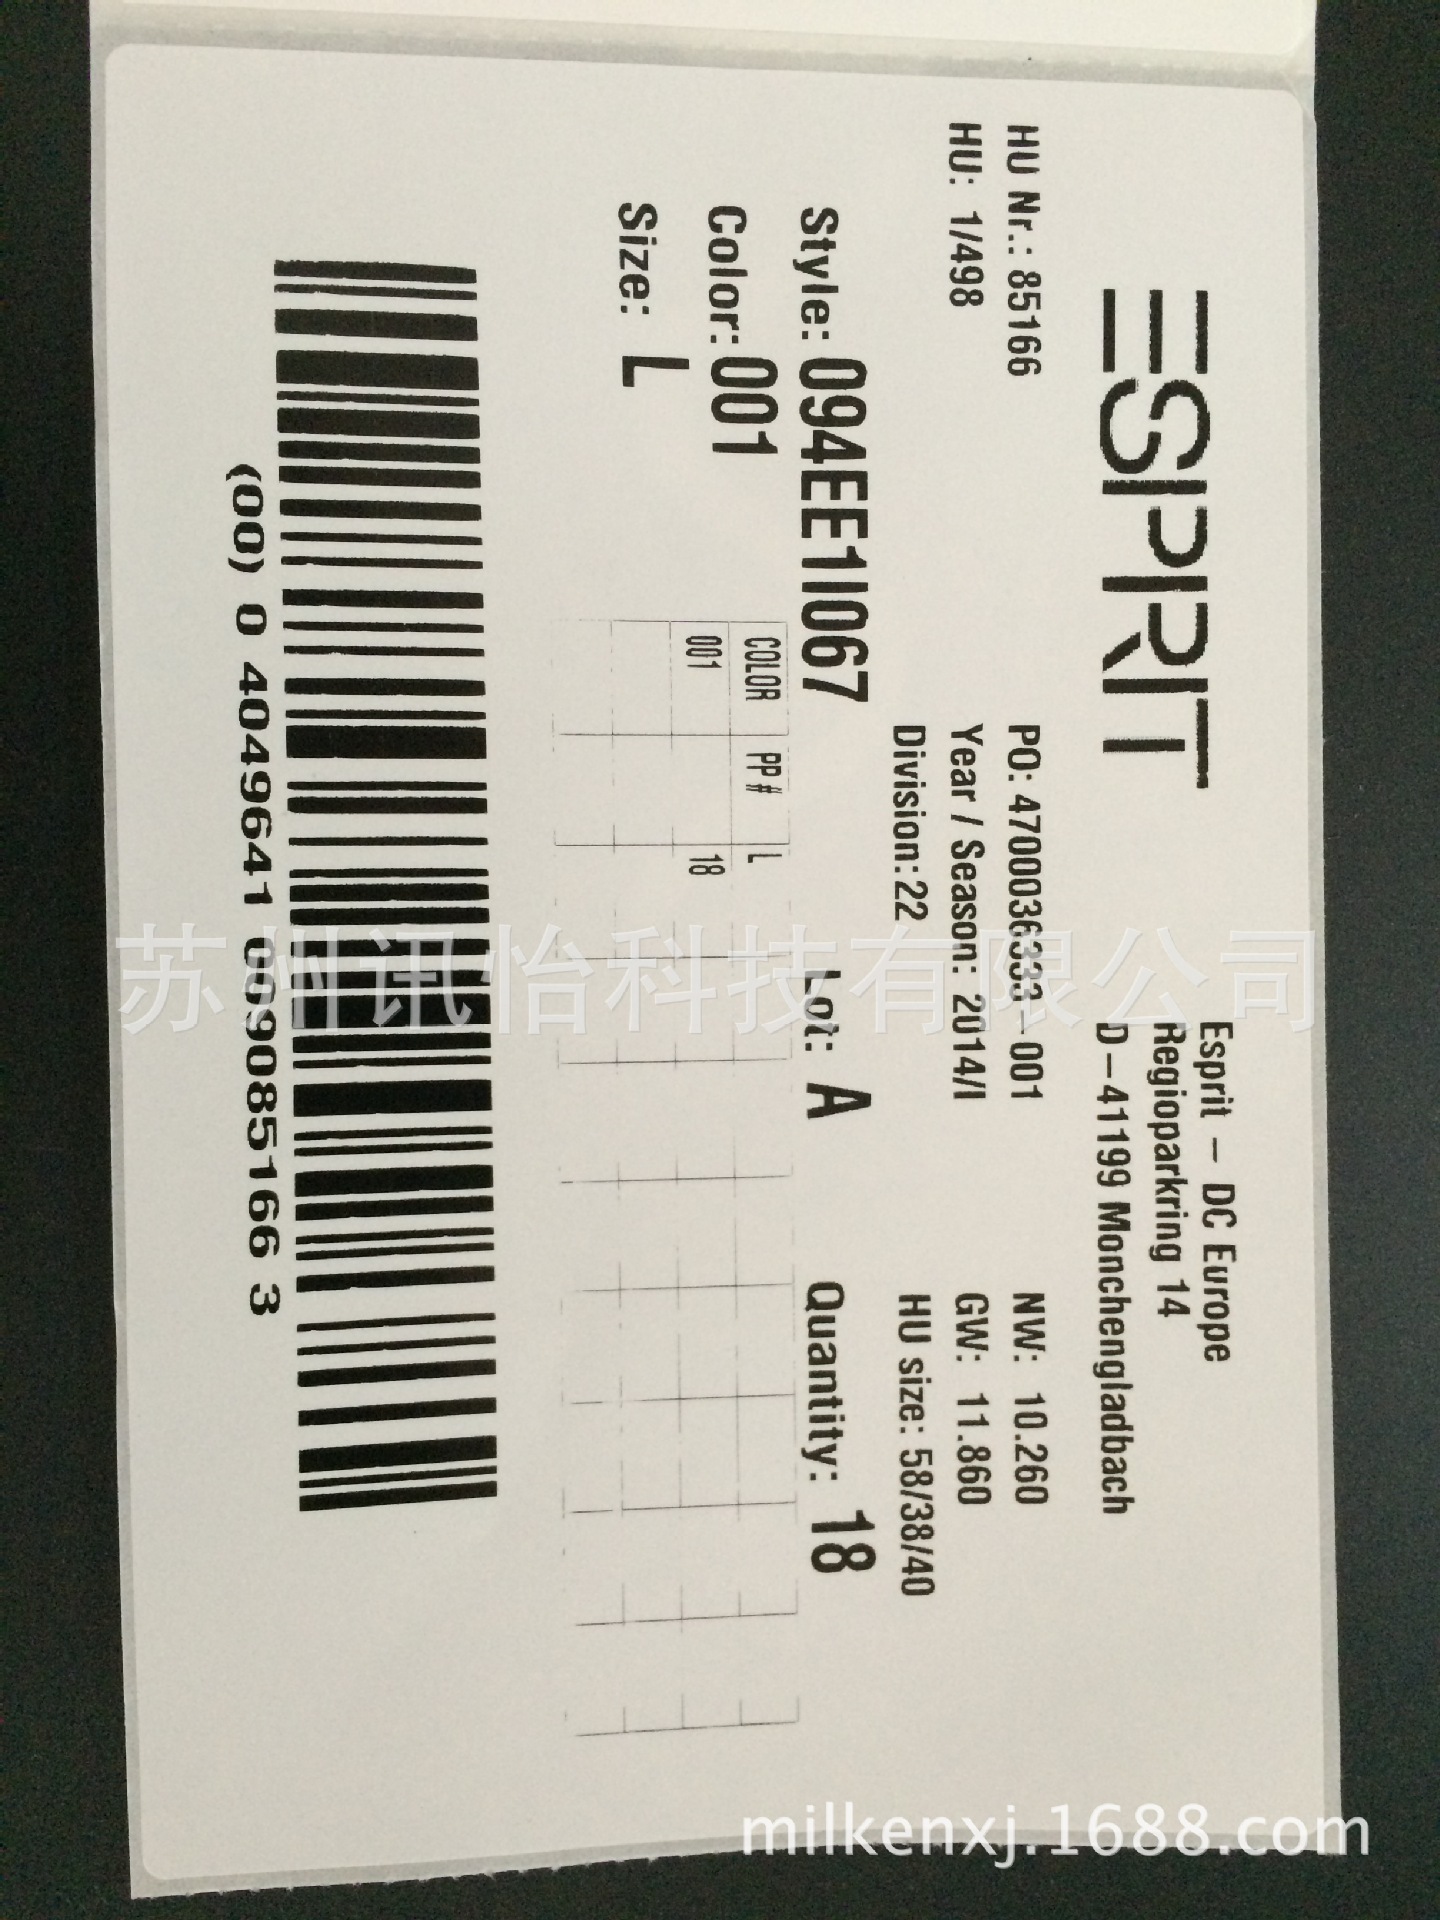 ESPRIT
Esprit – DC Europe
Regioparkring 14
D–41199 Monchengladbach
HU Nr.: 85166
PO: 4700036333–001
NW: 10.260
HU: 1/498
Year / Season: 2014/I
GW: 11.860
Division:22
HU size: 58/38/40
Style: 094EE1I067
Lot: A
Quantity: 18
Color: 001
Size: L
COLOR PP# L
001 18
(00) 0 4049641 089085166 3
苏州讯怡科技有限公司
milkenxj.1688.com